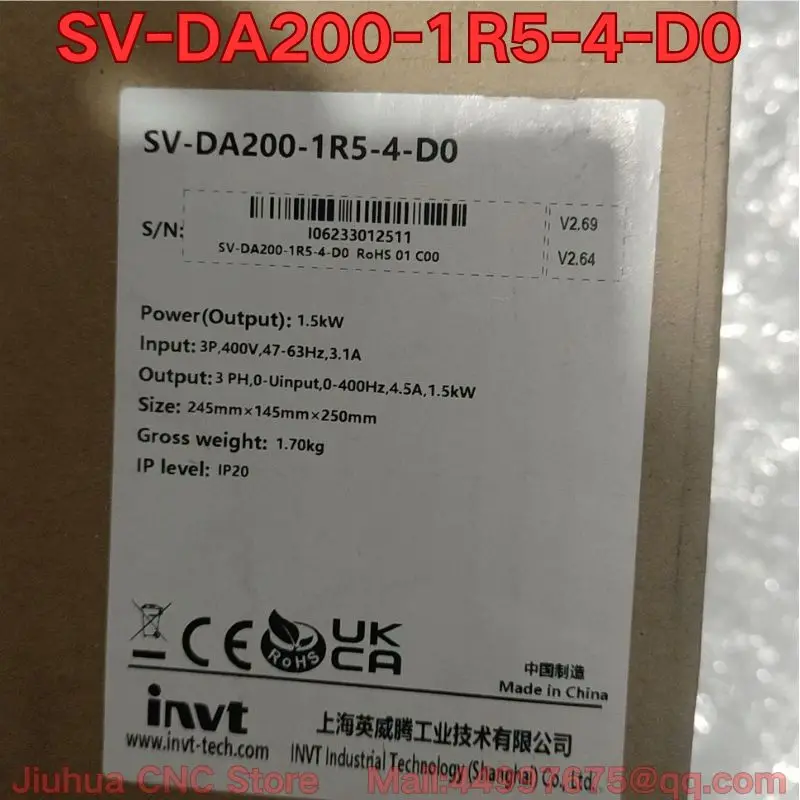 SV-DA200-1R5-4-D0
SV-DA200-1R5-4-D0
S/N:
I06233012511
SV-DA200-1R5-4-D0 RoHS 01 C00
V2.69
V2.64
Power(Output): 1.5kW
Input: 3P,400V,47-63Hz,3.1A
Output: 3 PH,0-Uinput,0-400Hz,4.5A,1.5kW
Size: 245mm×145mm×250mm
Gross weight: 1.70kg
IP level: IP20
CE
RoHS
UK
CA
中国制造
Made in China
invt
www.invt-tech.com
上海英威腾工业技术有限公司
INVT Industrial Technology (Shanghai) Co., Ltd.
Jiuhua CNC Store Mail:44997675@qq.com